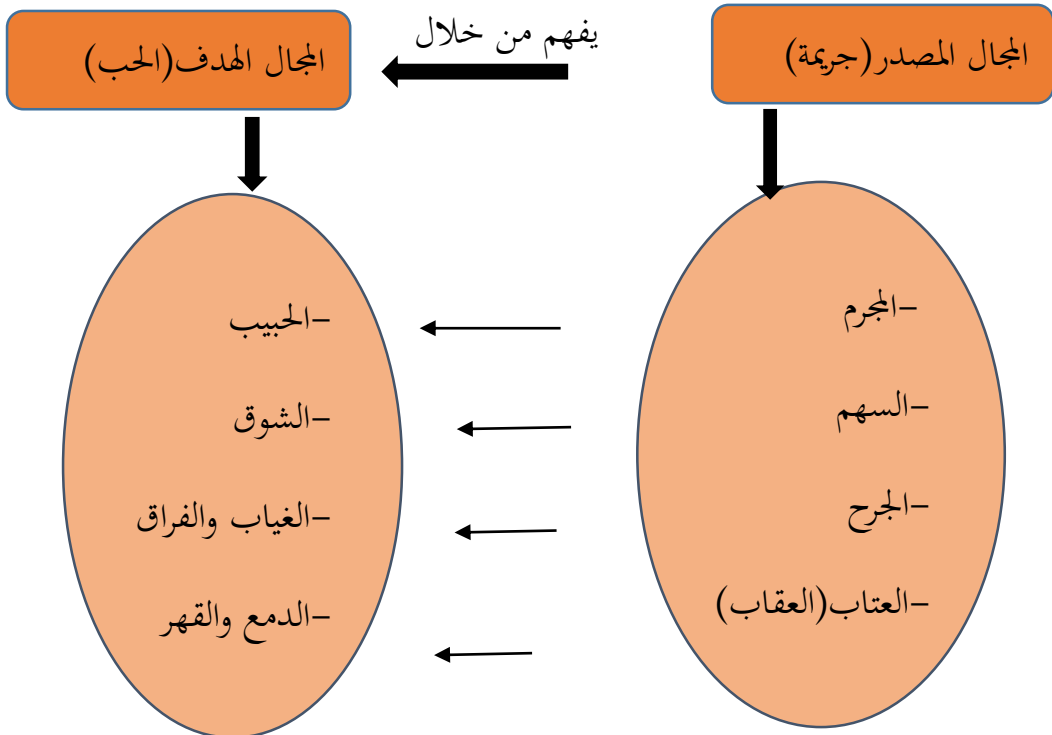 المجال المصدر(جريمة)
يفهم من خلال
المجال الهدف(الحب)
-المجرم
-السهم
-الجرح
-العتاب(العقاب)
-الحبيب
-الشوق
-الغياب والفراق
-الدمع والقهر